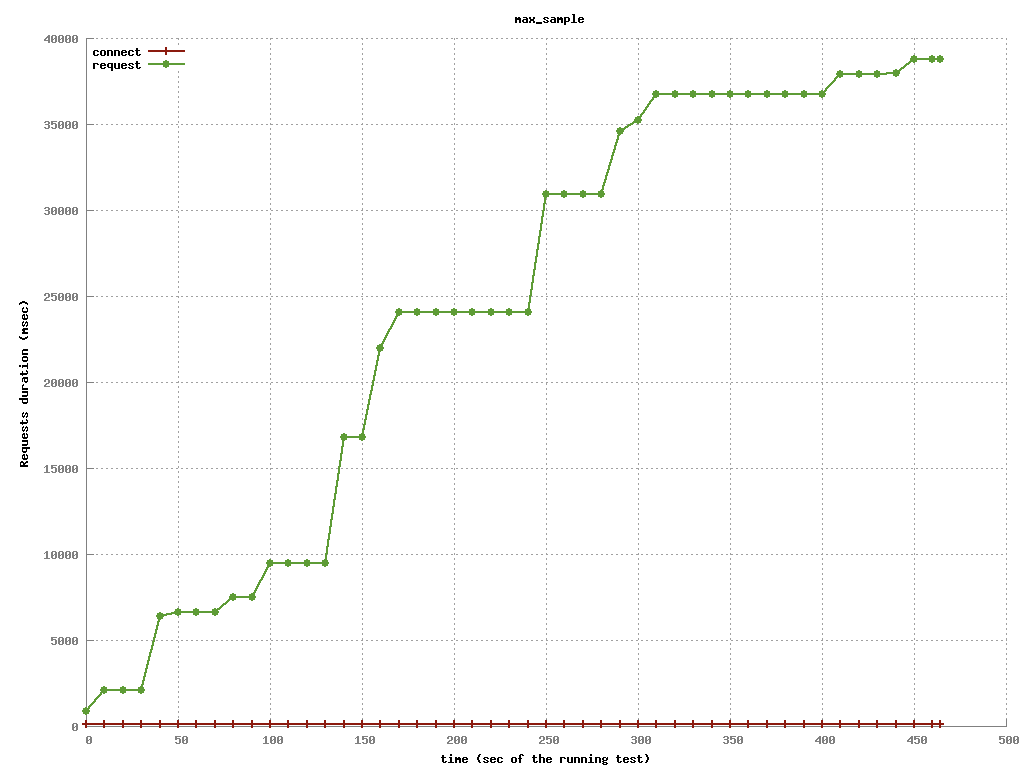 max_sample
connect
request
40000
35000
30000
25000
20000
15000
10000
5000
0
Requests duration (msec)
0 50 100 150 200 250 300 350 400 450 500
time (sec of the running test)